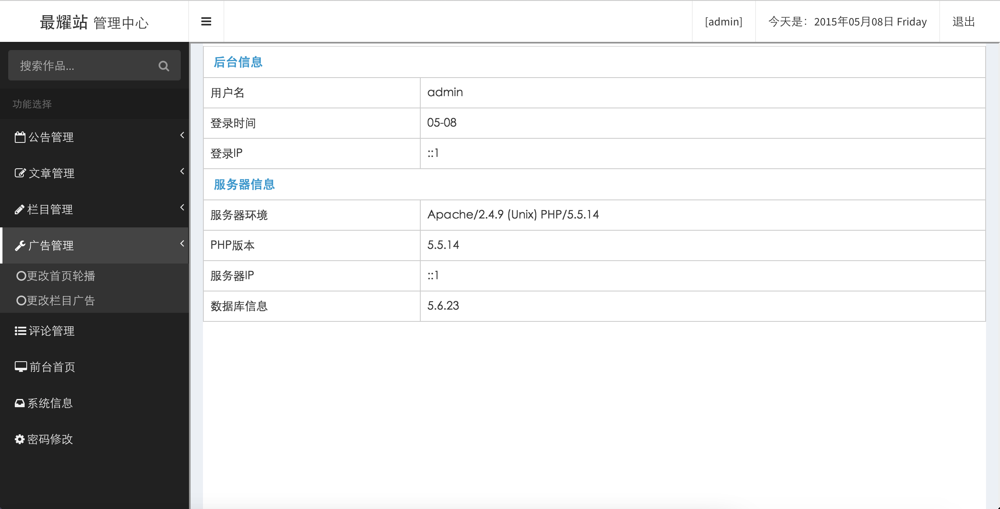 最耀站 管理中心
[admin]
今天是：2015年05月08日 Friday
退出
搜索作品...
功能选择
公告管理
文章管理
栏目管理
广告管理
更改首页轮播
更改栏目广告
评论管理
前台首页
系统信息
密码修改
后台信息
用户名 admin
登录时间 05-08
登录IP ::1
服务器信息
服务器环境 Apache/2.4.9 (Unix) PHP/5.5.14
PHP版本 5.5.14
服务器IP ::1
数据库信息 5.6.23